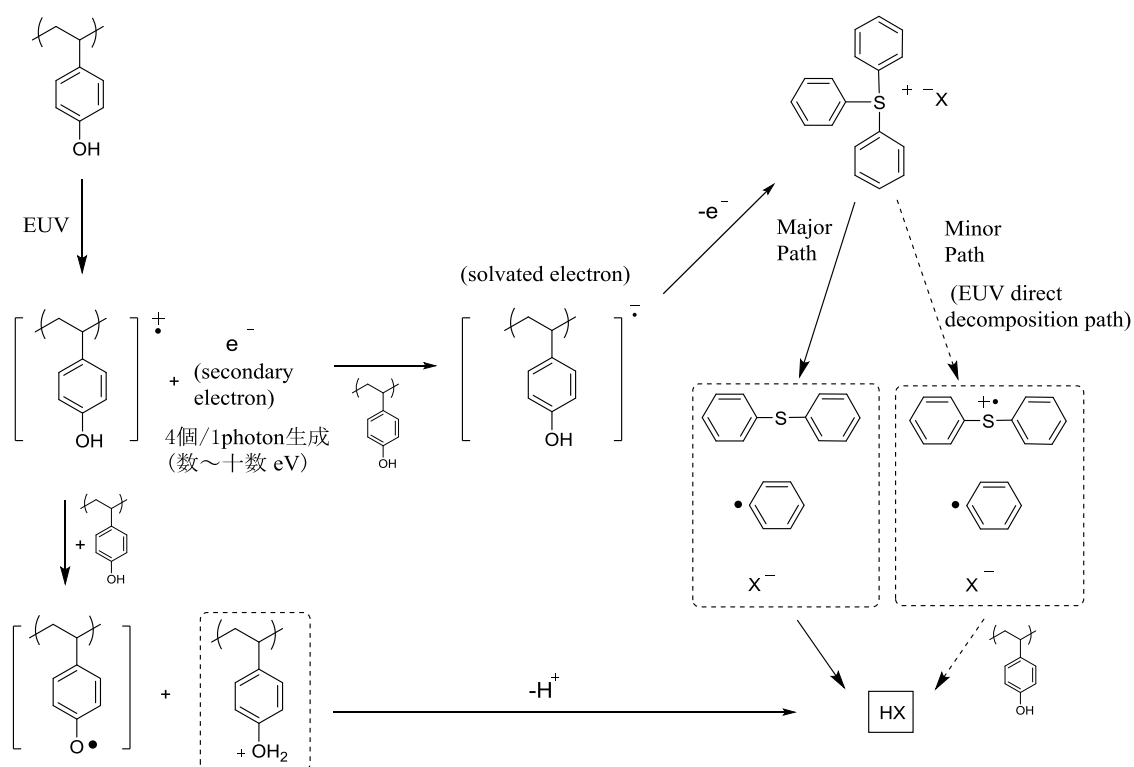 OH
EUV
OH
+
e−
(secondary
electron)
4個/1photon生成
(数〜十数 eV)
OH
(solvated electron)
OH
-e−
S
+ −X
Major
Path
Minor
Path
(EUV direct
decomposition path)
S
X−
S
X−
+
OH
O•
+
+ OH2
-H+
HX
OH